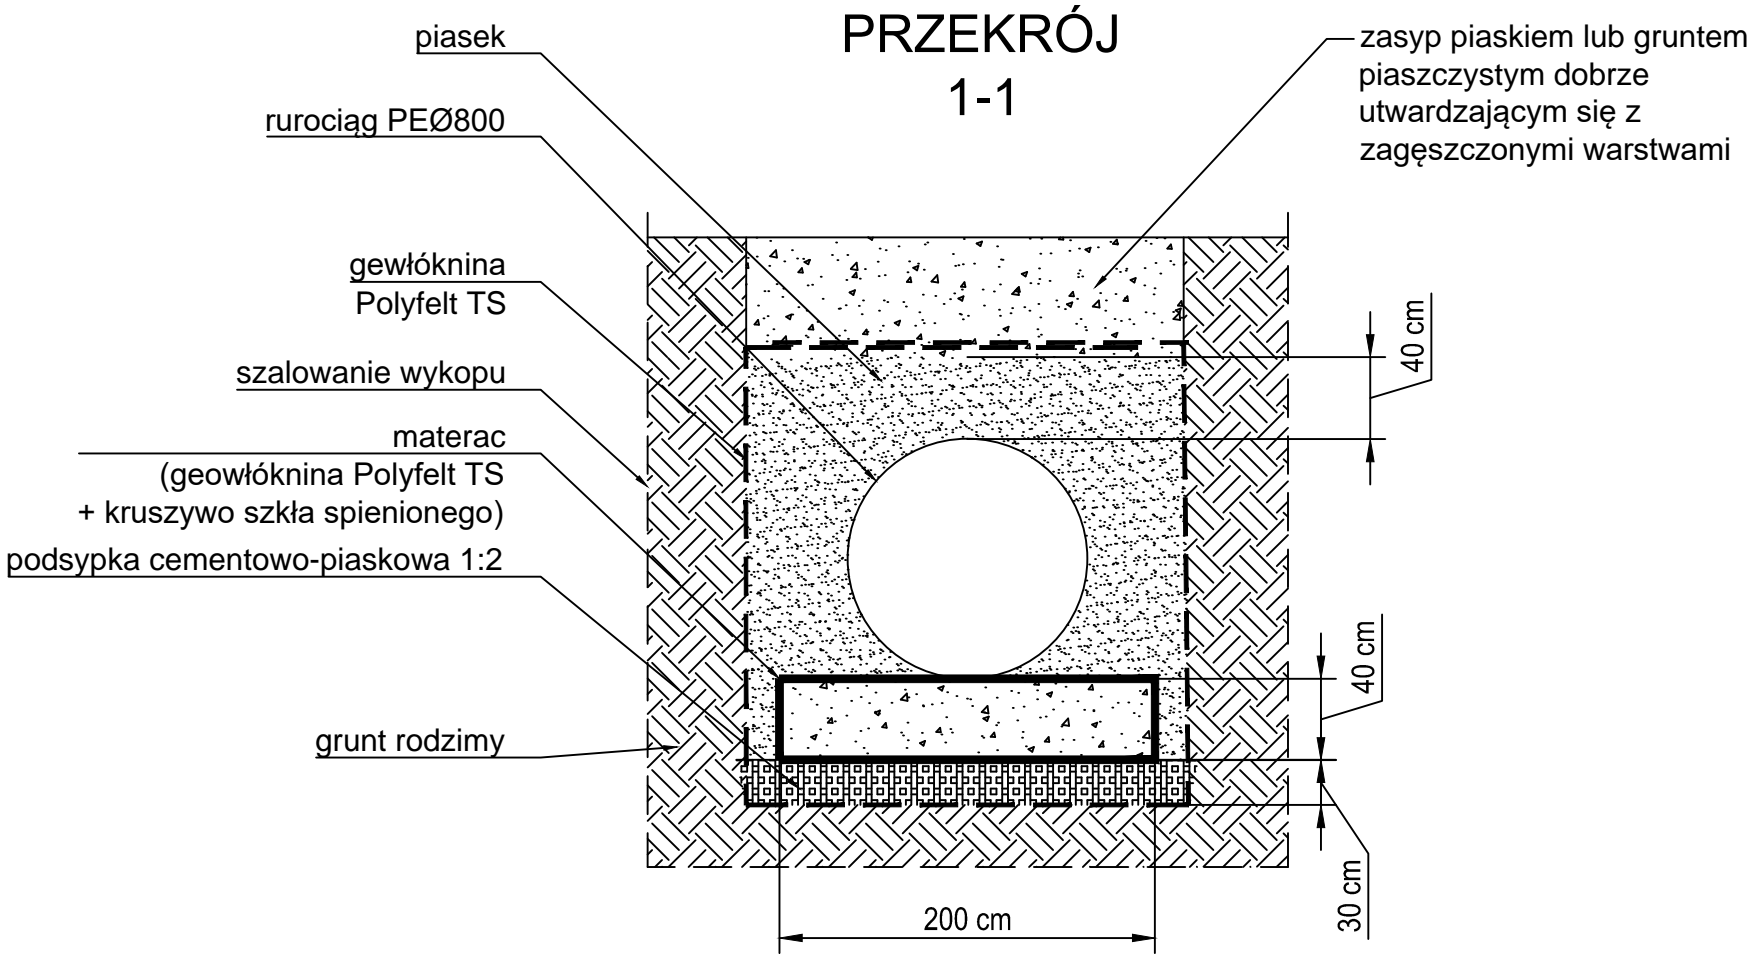 PRZEKRÓJ
1-1
piasek
rurociąg PEØ800
gewłóknina
Polyfelt TS
szalowanie wykopu
materac
(geowłóknina Polyfelt TS
+ kruszywo szkła spienionego)
podsypka cementowo-piaskowa 1:2
grunt rodzimy
zasyp piaskiem lub gruntem
piaszczystym dobrze
utwardzającym się z
zagęszczonymi warstwami
40 cm
40 cm
30 cm
200 cm